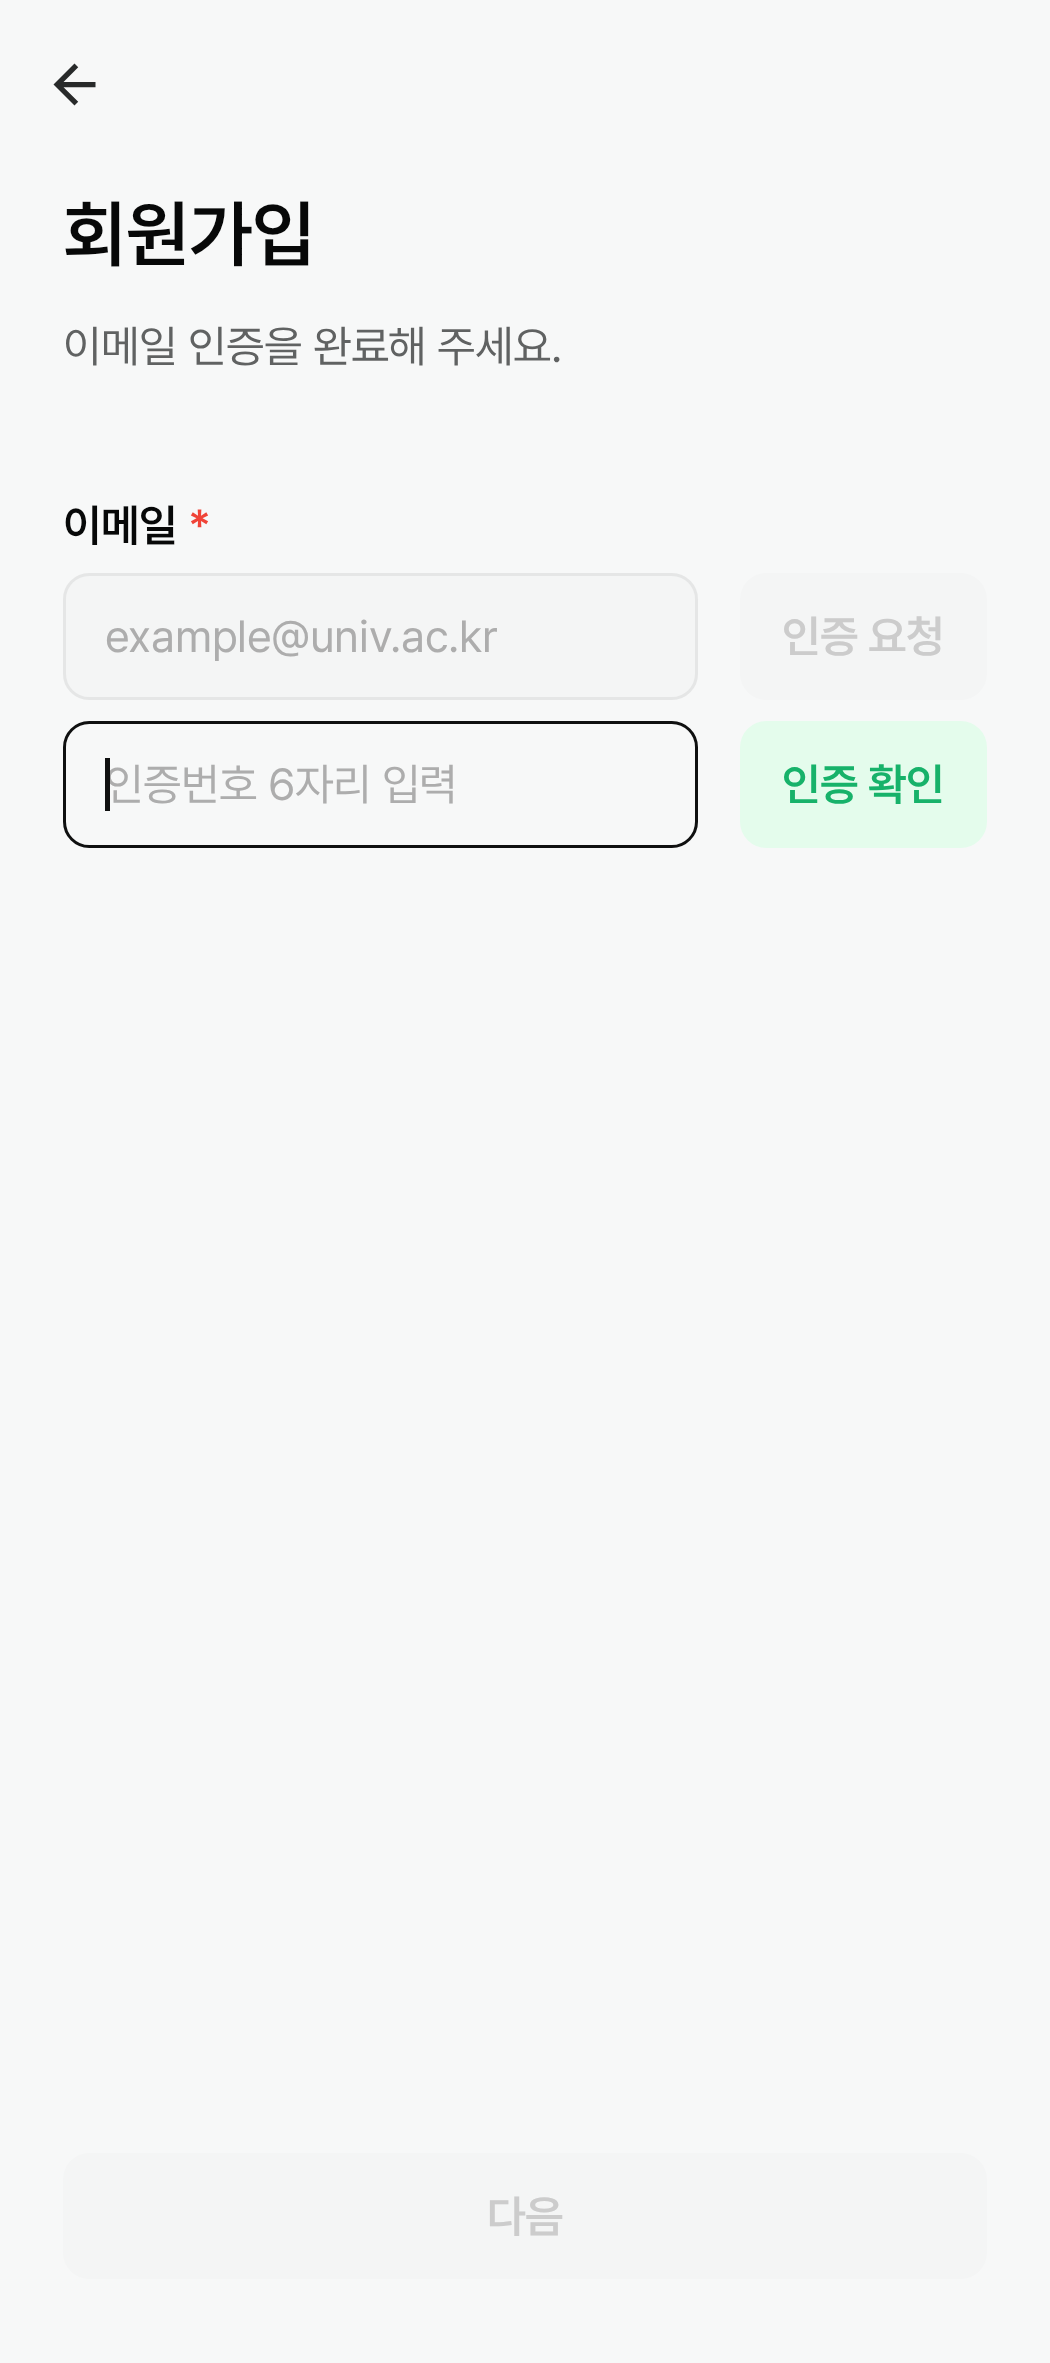 회원가입
이메일 인증을 완료해 주세요.
이메일 *
example@univ.ac.kr
인증 요청
인증번호 6자리 입력
인증 확인
다음